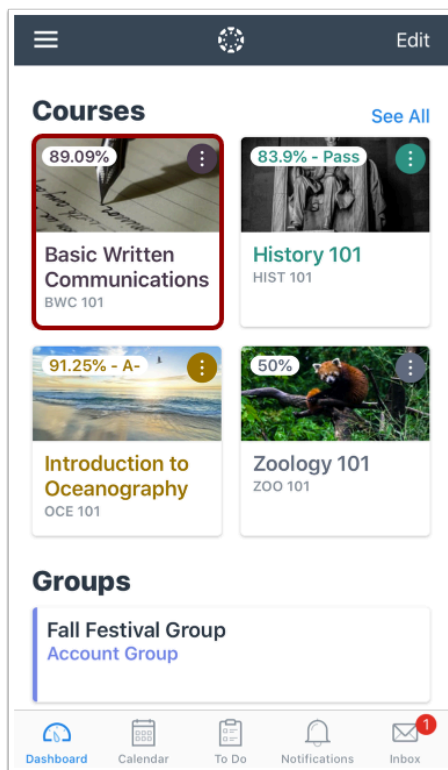 Edit
Courses
See All
89.09%
83.9% - Pass
Basic Written
Communications
BWC 101
History 101
HIST 101
91.25% - A-
50%
Introduction to
Oceanography
OCE 101
Zoology 101
ZOO 101
Groups
Fall Festival Group
Account Group
1
Dashboard
Calendar
To Do
Notifications
Inbox